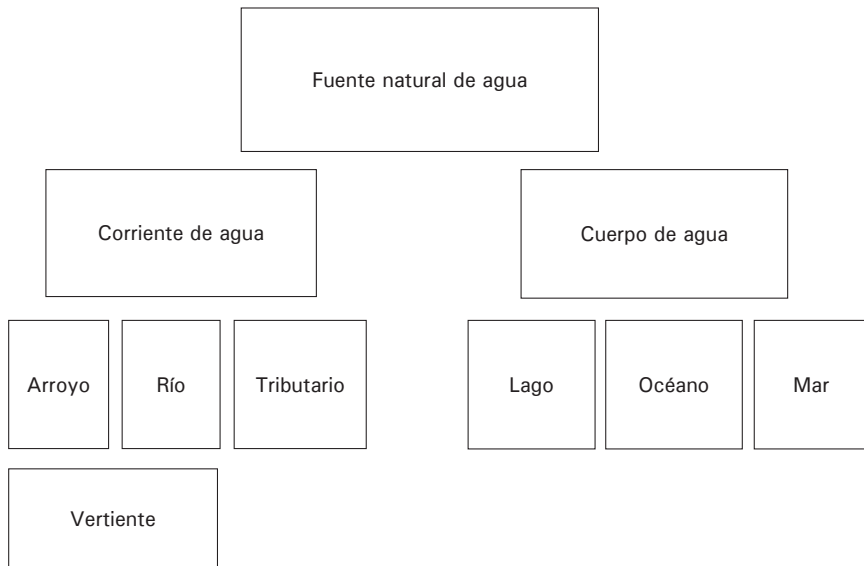 Fuente natural de agua
Corriente de agua
Cuerpo de agua
Arroyo
Río
Tributario
Lago
Océano
Mar
Vertiente